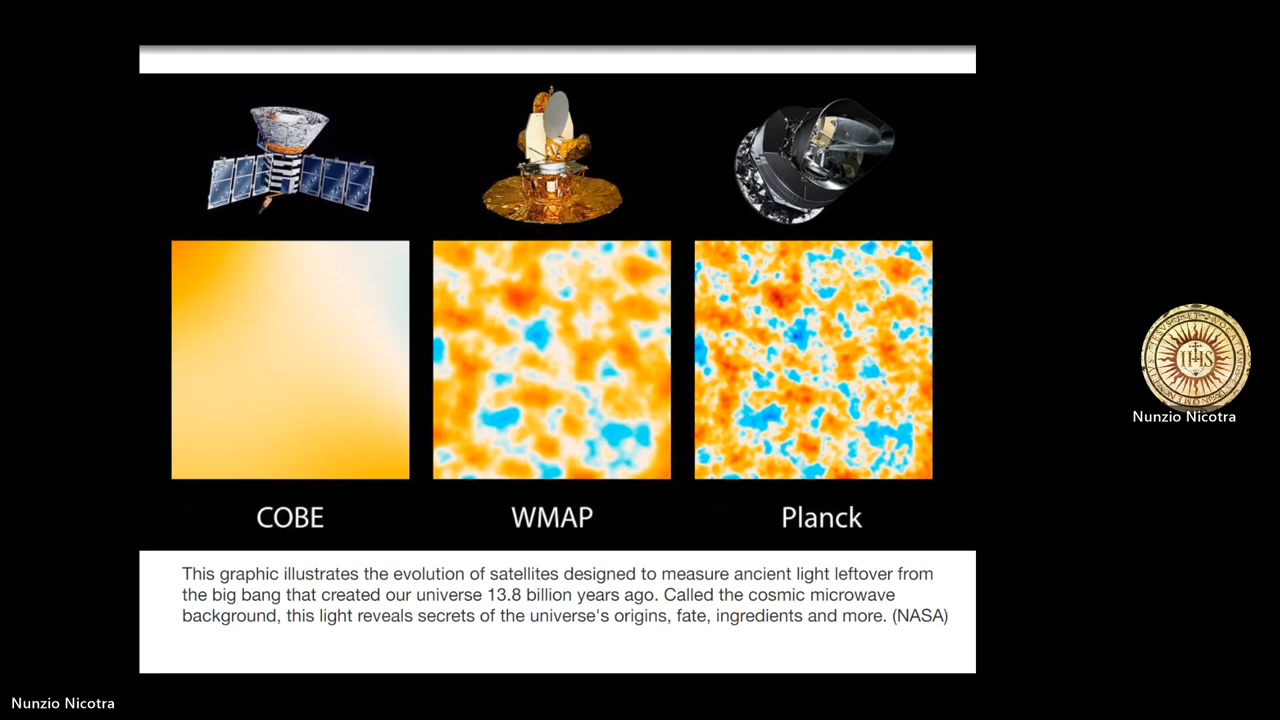 COBE
WMAP
Planck
This graphic illustrates the evolution of satellites designed to measure ancient light leftover from
the big bang that created our universe 13.8 billion years ago. Called the cosmic microwave
background, this light reveals secrets of the universe's origins, fate, ingredients and more. (NASA)
IHS
Nunzio Nicotra
Nunzio Nicotra